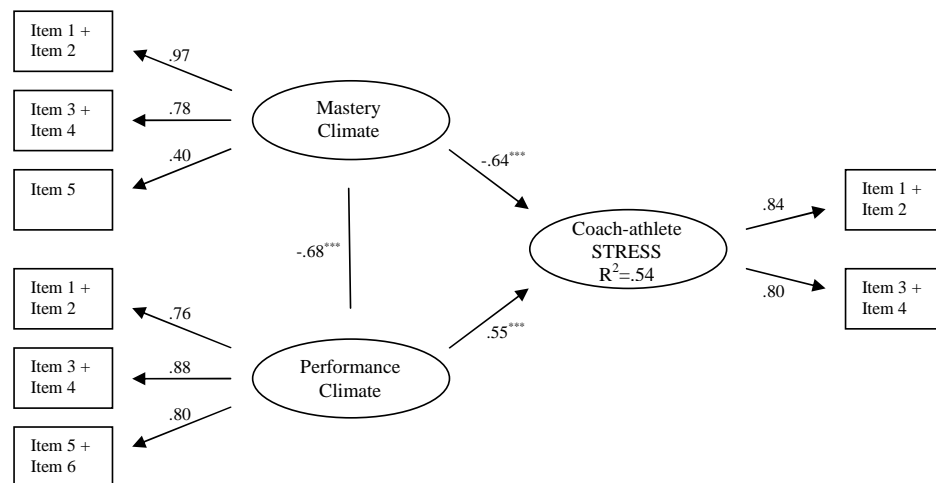 Item 1 +
Item 2
.97
Item 3 +
Item 4
.78
Item 5
.40
Mastery
Climate
-.64***
-.68***
Item 1 +
Item 2
.76
Item 3 +
Item 4
.88
Item 5 +
Item 6
.80
Performance
Climate
.55***
Coach-athlete
STRESS
R²=.54
.84
Item 1 +
Item 2
.80
Item 3 +
Item 4